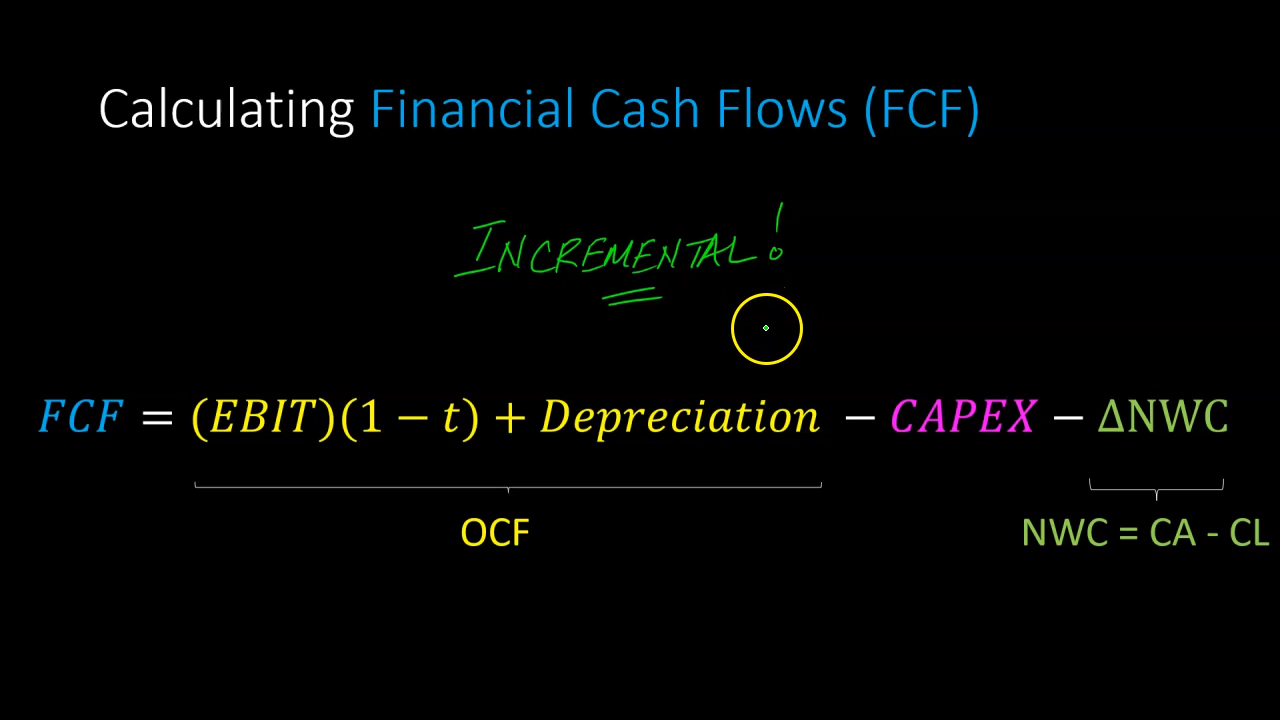 Calculating Financial Cash Flows (FCF)
INCREMENTAL!
FCF = (EBIT)(1 − t) + Depreciation − CAPEX − ΔNWC
OCF
NWC = CA - CL